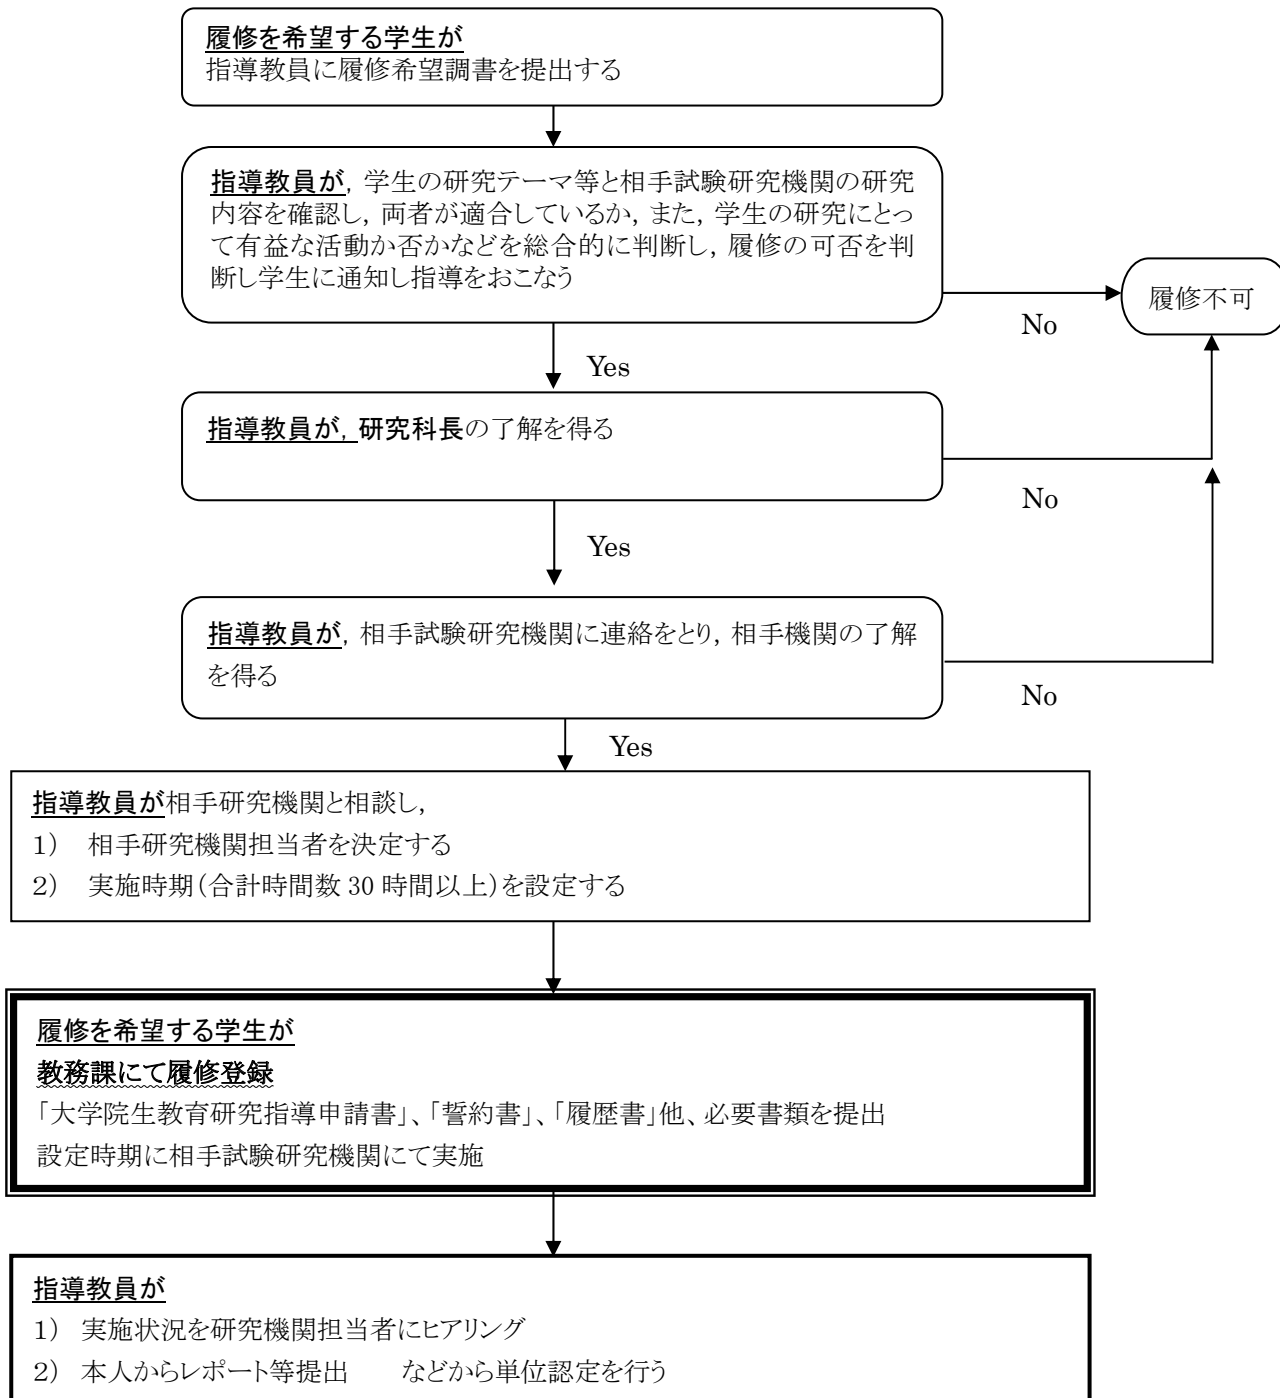 履修を希望する学生が
指導教員に履修希望調書を提出する
指導教員が，学生の研究テーマ等と相手試験研究機関の研究
内容を確認し，両者が適合しているか，また，学生の研究にとっ
て有益な活動か否かなどを総合的に判断し，履修の可否を判
断し学生に通知し指導をおこなう
履修不可
No
Yes
指導教員が，研究科長の了解を得る
No
Yes
指導教員が，相手試験研究機関に連絡をとり，相手機関の了解
を得る
No
Yes
指導教員が相手研究機関と相談し，
1）　相手研究機関担当者を決定する
2）　実施時期（合計時間数 30 時間以上）を設定する
履修を希望する学生が
教務課にて履修登録
「大学院生教育研究指導申請書」、「誓約書」、「履歴書」他、必要書類を提出
設定時期に相手試験研究機関にて実施
指導教員が
1）　実施状況を研究機関担当者にヒアリング
2）　本人からレポート等提出　　などから単位認定を行う